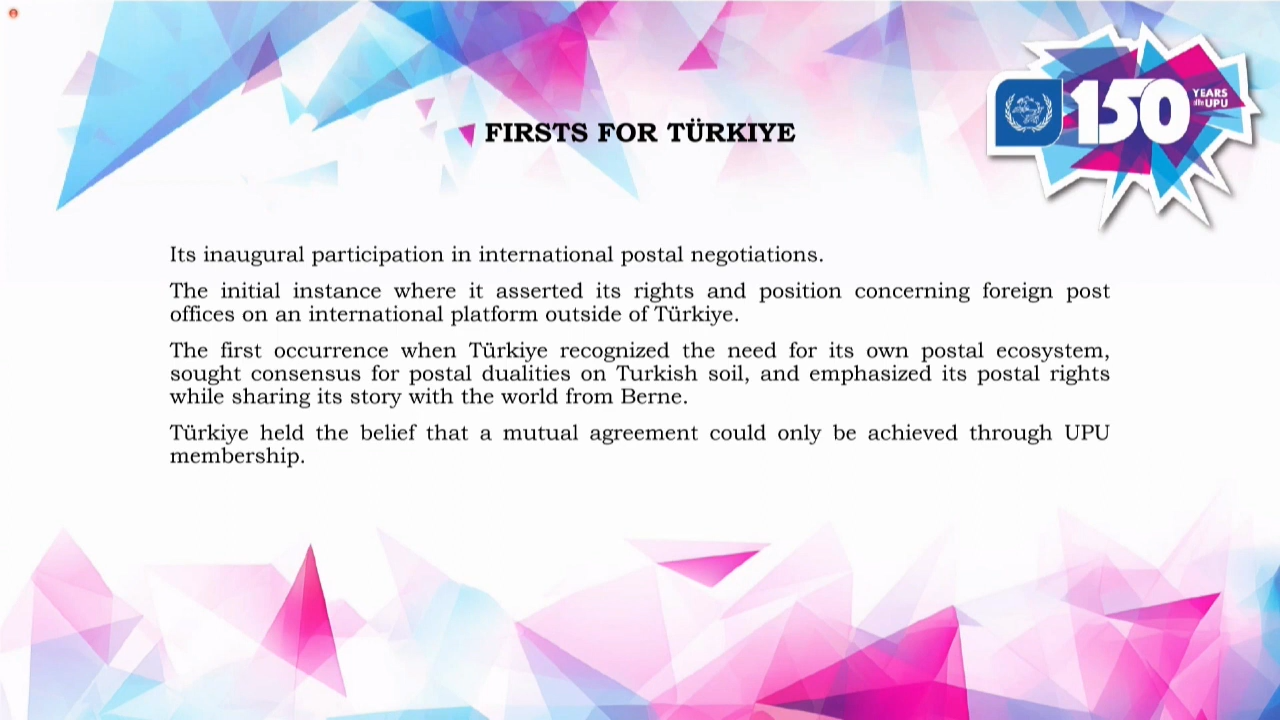 150
YEARS
UPU
FIRSTS FOR TÜRKIYE
Its inaugural participation in international postal negotiations.
The initial instance where it asserted its rights and position concerning foreign post
offices on an international platform outside of Türkiye.
The first occurrence when Türkiye recognized the need for its own postal ecosystem,
sought consensus for postal dualities on Turkish soil, and emphasized its postal rights
while sharing its story with the world from Berne.
Türkiye held the belief that a mutual agreement could only be achieved through UPU
membership.